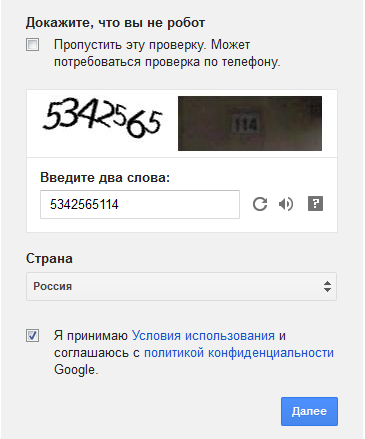 Докажите, что вы не робот
Пропустить эту проверку. Может
потребоваться проверка по телефону.
5342565
114
Введите два слова:
5342565114
?
Страна
Россия
Я принимаю Условия использования и
соглашаюсь с политикой конфиденциальности
Google.
Далее